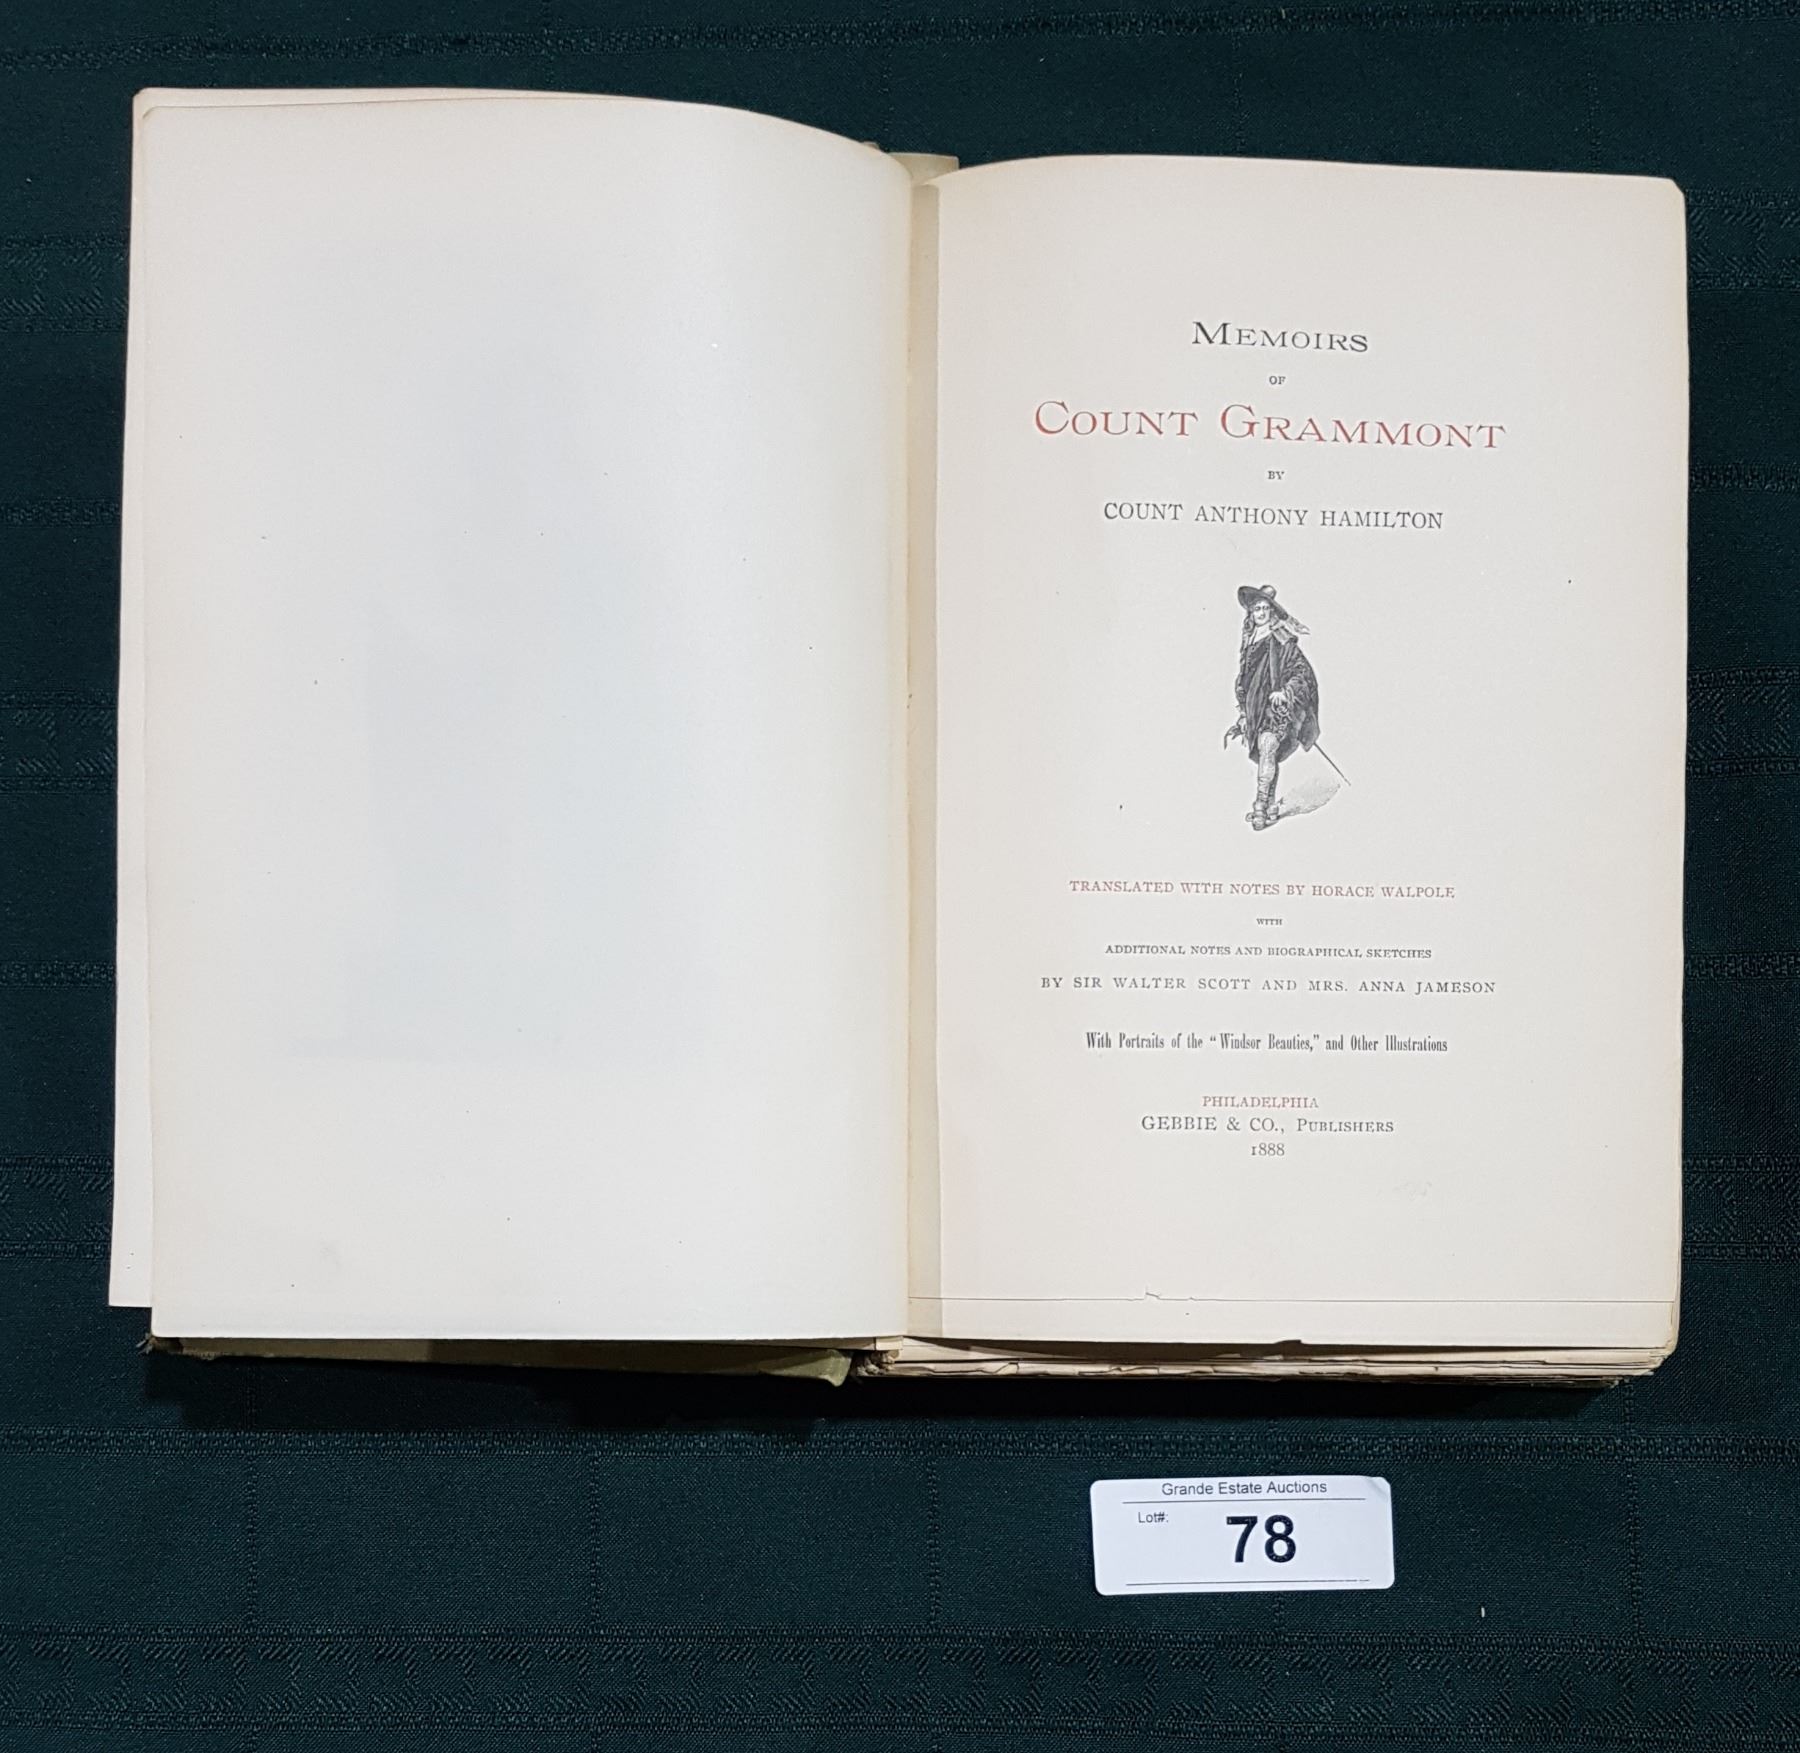 MEMOIRS
OF
COUNT GRAMMONT
BY
COUNT ANTHONY HAMILTON
TRANSLATED WITH NOTES BY HORACE WALPOLE
WITH
ADDITIONAL NOTES AND BIOGRAPHICAL SKETCHES
BY SIR WALTER SCOTT AND MRS. ANNA JAMESON
With Portraits of the "Windsor Beauties," and Other Illustrations
PHILADELPHIA
GEBBIE & CO., PUBLISHERS
1888
Grande Estate Auctions
Lot#: 78